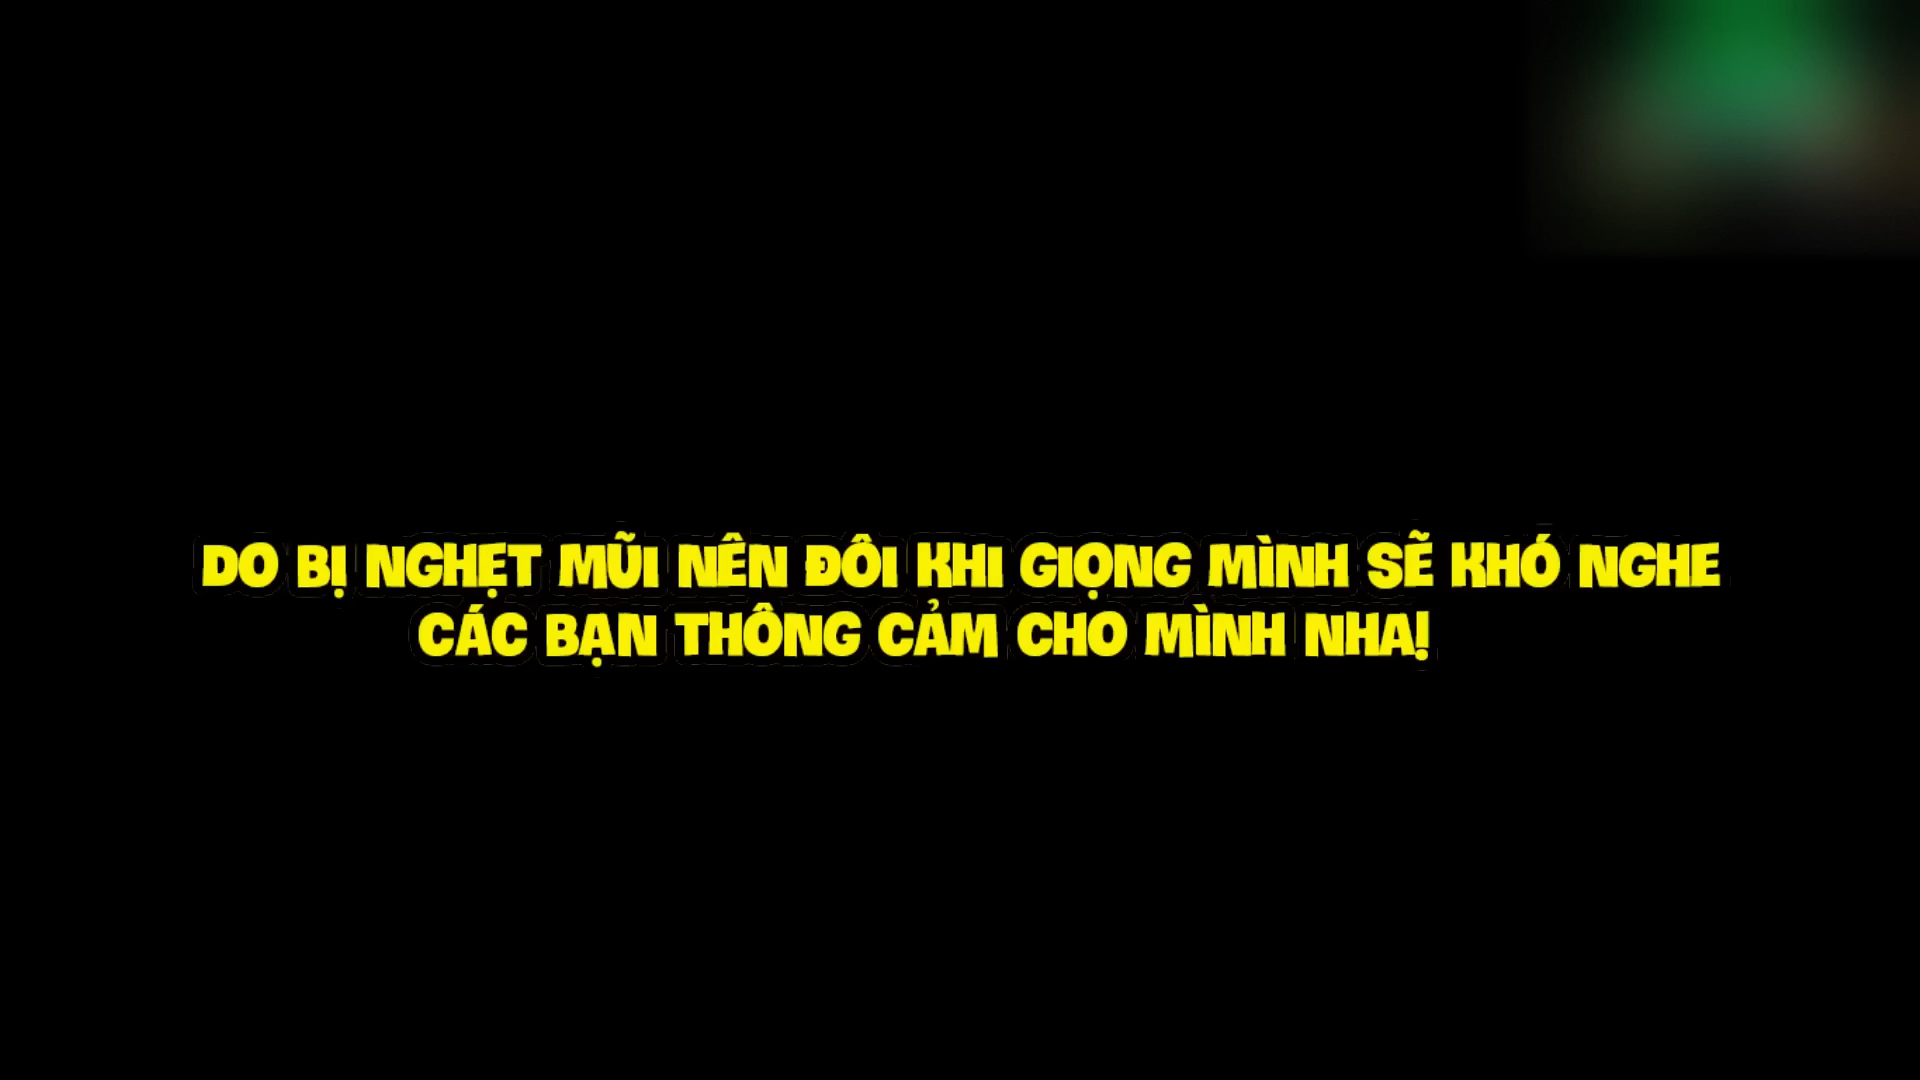 DO BỊ NGHẸT MŨI NÊN ĐÔI KHI GIỌNG MÌNH SẼ KHÓ NGHE
CÁC BẠN THÔNG CẢM CHO MÌNH NHA!